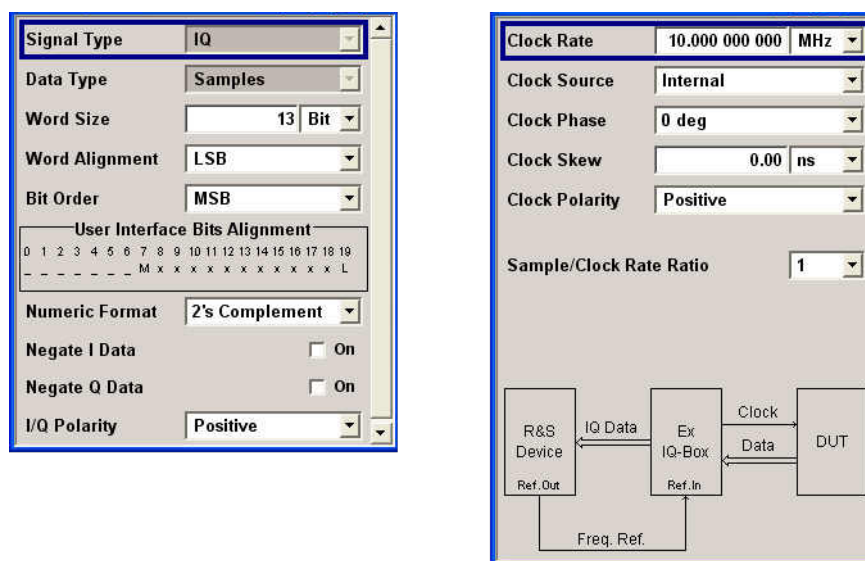 Signal Type IQ
Data Type Samples
Word Size 13 Bit
Word Alignment LSB
Bit Order MSB
User Interface Bits Alignment
0 1 2 3 4 5 6 7 8 9 10 11 12 13 14 15 16 17 18 19
_ _ _ _ _ _ _ M x x x x x x x x x x x L
Numeric Format 2's Complement
Negate I Data On
Negate Q Data On
I/Q Polarity Positive
Clock Rate 10.000 000 000 MHz
Clock Source Internal
Clock Phase 0 deg
Clock Skew 0.00 ns
Clock Polarity Positive
Sample/Clock Rate Ratio 1
R&S
Device
Ref.Out
IQ Data
Ex
IQ-Box
Ref.In
Clock
Data
DUT
Freq. Ref.